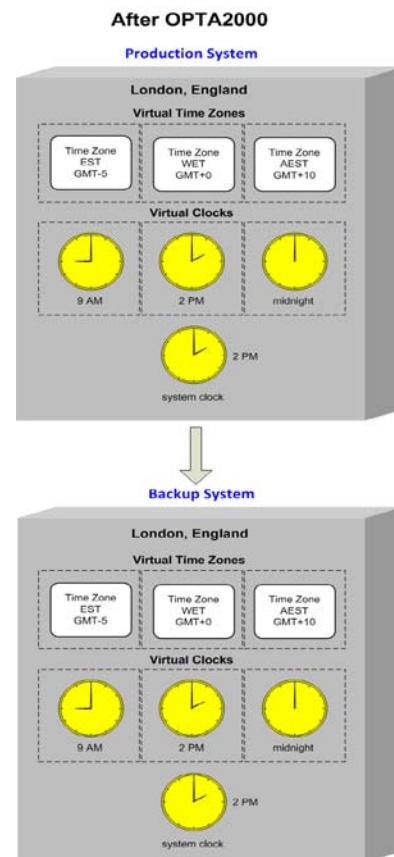 After OPTA2000
Production System
London, England
Virtual Time Zones
Time Zone
EST
GMT-5
Time Zone
WET
GMT+0
Time Zone
AEST
GMT+10
Virtual Clocks
9 AM
2 PM
midnight
2 PM
system clock
Backup System
London, England
Virtual Time Zones
Time Zone
EST
GMT-5
Time Zone
WET
GMT+0
Time Zone
AEST
GMT+10
Virtual Clocks
9 AM
2 PM
midnight
2 PM
system clock